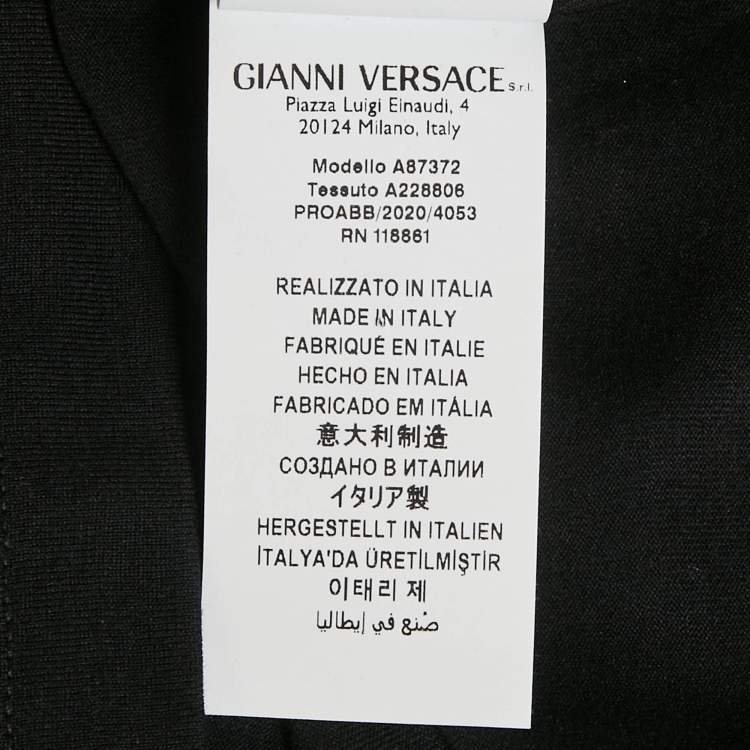 GIANNI VERSACE S.r.l.
Piazza Luigi Einaudi, 4
20124 Milano, Italy
Modello A87372
Tessuto A228806
PROABB/2020/4053
RN 118861
REALIZZATO IN ITALIA
MADE IN ITALY
FABRIQUÉ EN ITALIE
HECHO EN ITALIA
FABRICADO EM ITÁLIA
意大利制造
СОЗДАНО В ИТАЛИИ
イタリア製
HERGESTELLT IN ITALIEN
İTALYA'DA ÜRETİLMİŞTİR
이태리 제
صُنع في إيطاليا